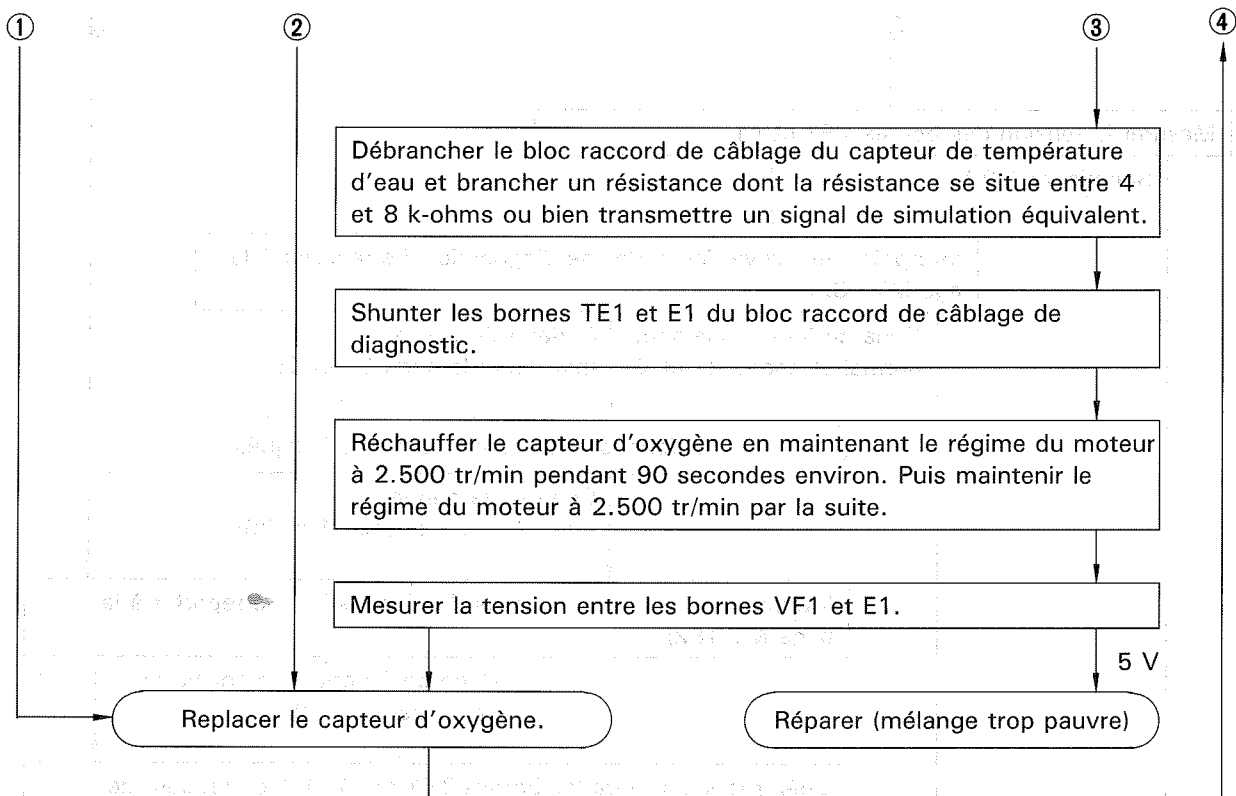 ① ② ③ ④
Débrancher le bloc raccord de câblage du capteur de température
d'eau et brancher un résistance dont la résistance se situe entre 4
et 8 k-ohms ou bien transmettre un signal de simulation équivalent.
Shunter les bornes TE1 et E1 du bloc raccord de câblage de
diagnostic.
Réchauffer le capteur d'oxygène en maintenant le régime du moteur
à 2.500 tr/min pendant 90 secondes environ. Puis maintenir le
régime du moteur à 2.500 tr/min par la suite.
Mesurer la tension entre les bornes VF1 et E1.
5 V
Replacer le capteur d'oxygène.
Réparer (mélange trop pauvre)